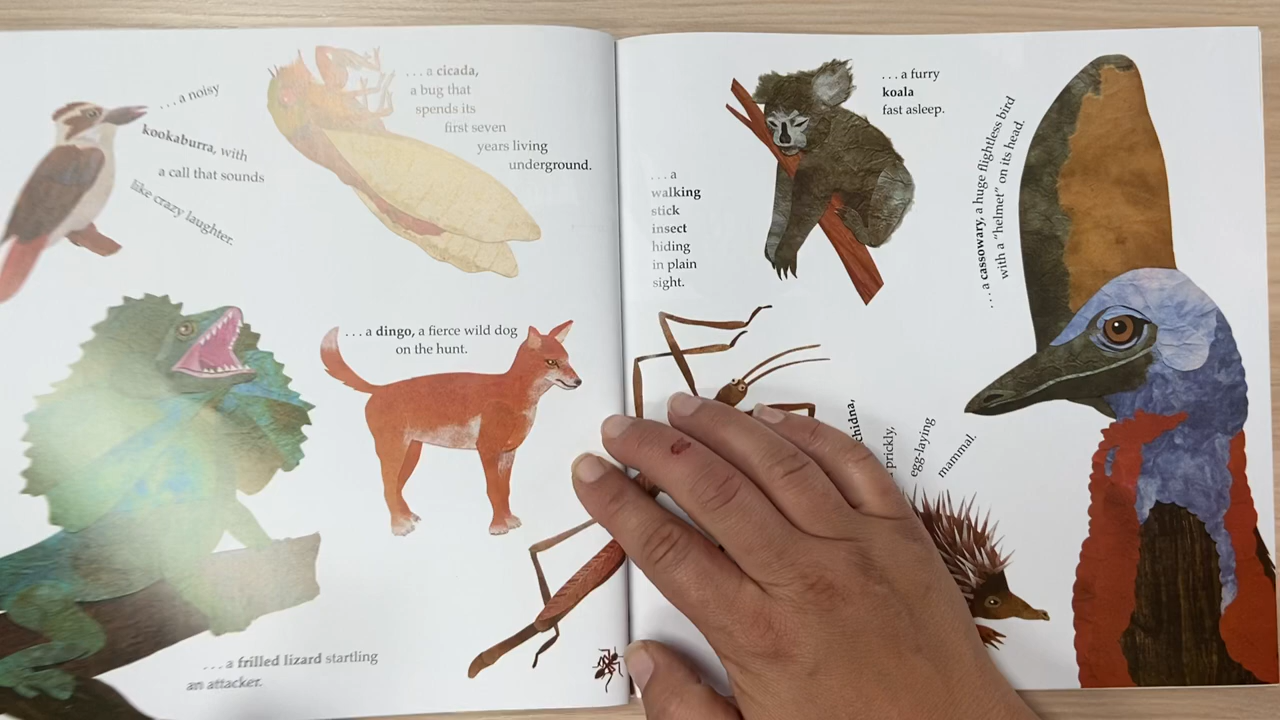 . . . a noisy
kookaburra, with
a call that sounds
like crazy laughter.
. . . a cicada,
a bug that
spends its
first seven
years living
underground.
. . . a dingo, a fierce wild dog
on the hunt.
. . . a frilled lizard startling
an attacker.
. . . a
walking
stick
insect
hiding
in plain
sight.
. . . a furry
koala
fast asleep.
. . . a cassowary, a huge flightless bird
with a "helmet" on its head.
prickly,
egg-laying
mammal.